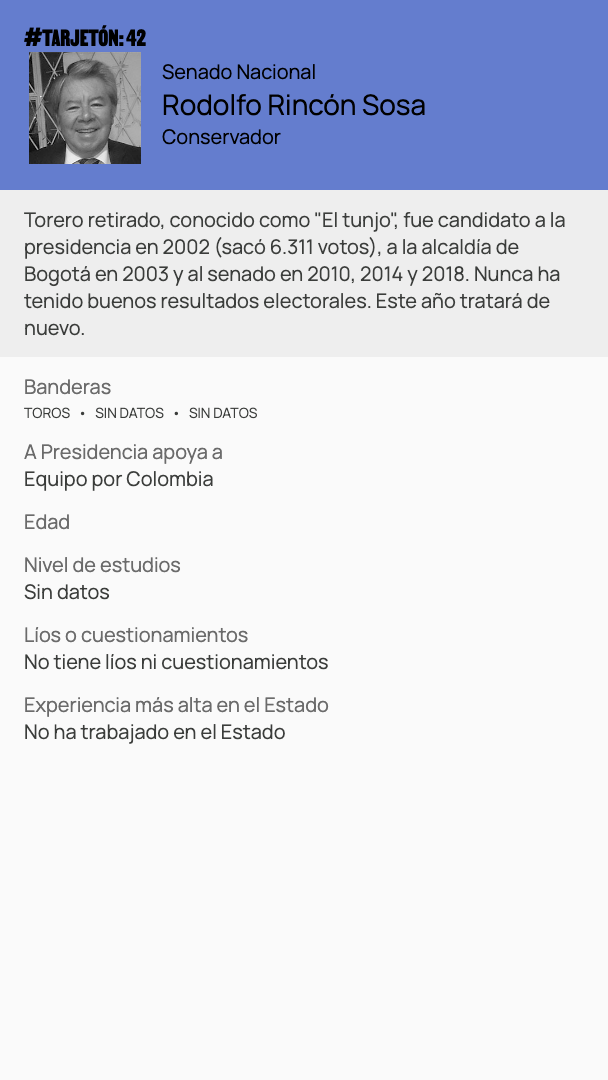 #TARJETÓN: 42
Senado Nacional
Rodolfo Rincón Sosa
Conservador
Torero retirado, conocido como "El tunjo", fue candidato a la
presidencia en 2002 (sacó 6.311 votos), a la alcaldía de
Bogotá en 2003 y al senado en 2010, 2014 y 2018. Nunca ha
tenido buenos resultados electorales. Este año tratará de
nuevo.
Banderas
TOROS • SIN DATOS • SIN DATOS
A Presidencia apoya a
Equipo por Colombia
Edad
Nivel de estudios
Sin datos
Líos o cuestionamientos
No tiene líos ni cuestionamientos
Experiencia más alta en el Estado
No ha trabajado en el Estado